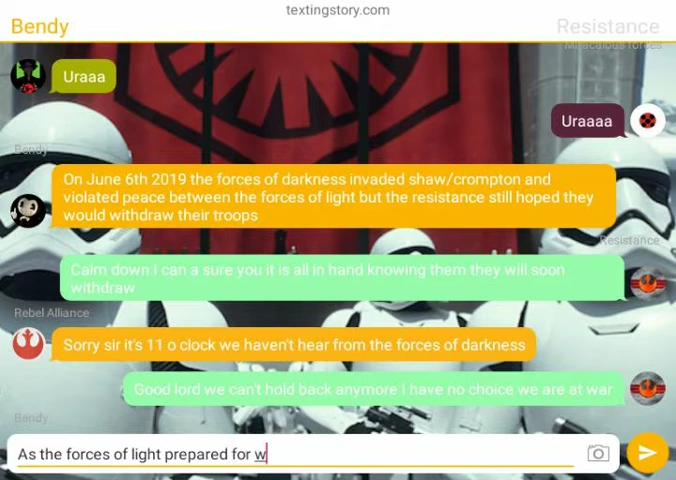 textingstory.com
Bendy
Resistance
Miraculous forces
Uraaa
Uraaaa
Bendy
On June 6th 2019 the forces of darkness invaded shaw/crompton and
violated peace between the forces of light but the resistance still hoped they
would withdraw their troops
Resistance
Calm down i can a sure you it is all in hand knowing them they will soon
withdraw
Rebel Alliance
Sorry sir it's 11 o clock we haven't hear from the forces of darkness
Good lord we can't hold back anymore I have no choice we are at war
Bendy
As the forces of light prepared for w